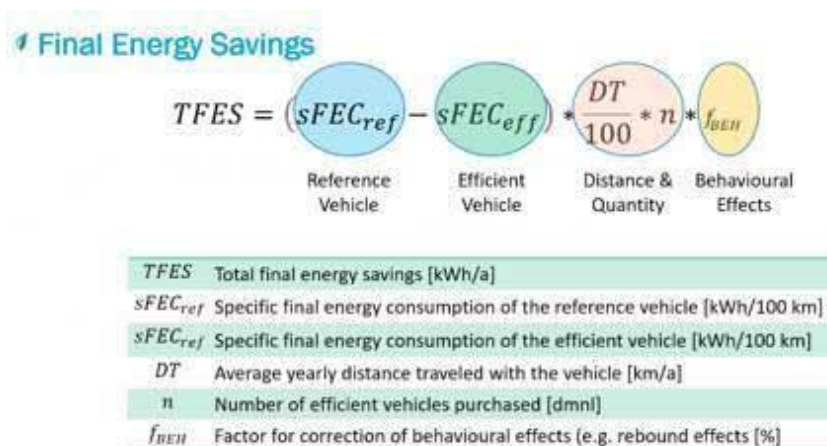 Final Energy Savings
TFES = (sFEC_ref − sFEC_eff) * DT/100 * n * f_BEH
Reference Vehicle
Efficient Vehicle
Distance & Quantity
Behavioural Effects
TFES Total final energy savings [kWh/a]
sFEC_ref Specific final energy consumption of the reference vehicle [kWh/100 km]
sFEC_ref Specific final energy consumption of the efficient vehicle [kWh/100 km]
DT Average yearly distance traveled with the vehicle [km/a]
n Number of efficient vehicles purchased [dmnl]
f_BEH Factor for correction of behavioural effects (e.g. rebound effects [%]